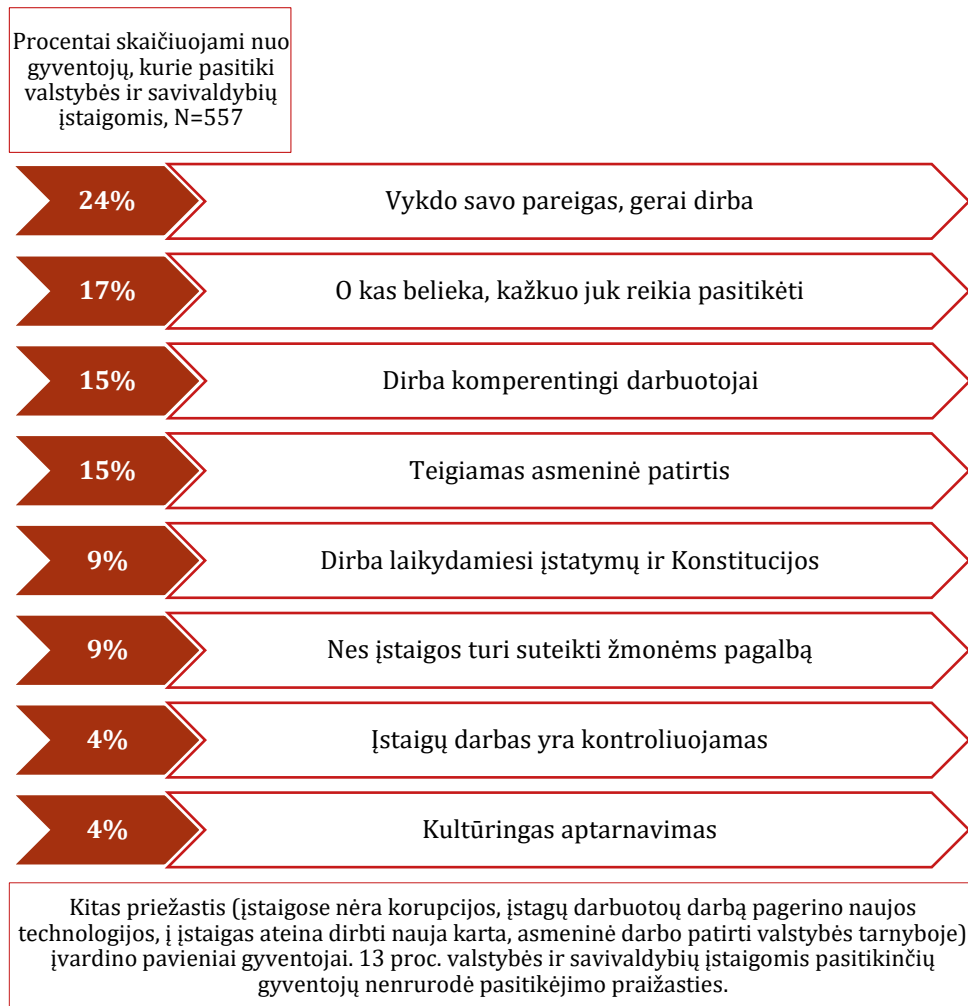 Procentai skaičiuojami nuo
gyventojų, kurie pasitiki
valstybės ir savivaldybių
įstaigomis, N=557
24% Vykdo savo pareigas, gerai dirba
17% O kas belieka, kažkuo juk reikia pasitikėti
15% Dirba komperentingi darbuotojai
15% Teigiamas asmeninė patirtis
9% Dirba laikydamiesi įstatymų ir Konstitucijos
9% Nes įstaigos turi suteikti žmonėms pagalbą
4% Įstaigų darbas yra kontroliuojamas
4% Kultūringas aptarnavimas
Kitas priežastis (įstaigose nėra korupcijos, įstagų darbuotoų darbą pagerino naujos
technologijos, į įstaigas ateina dirbti nauja karta, asmeninė darbo patirti valstybės tarnyboje)
įvardino pavieniai gyventojai. 13 proc. valstybės ir savivaldybių įstaigomis pasitikinčių
gyventojų nenrurodė pasitikėjimo praižasties.